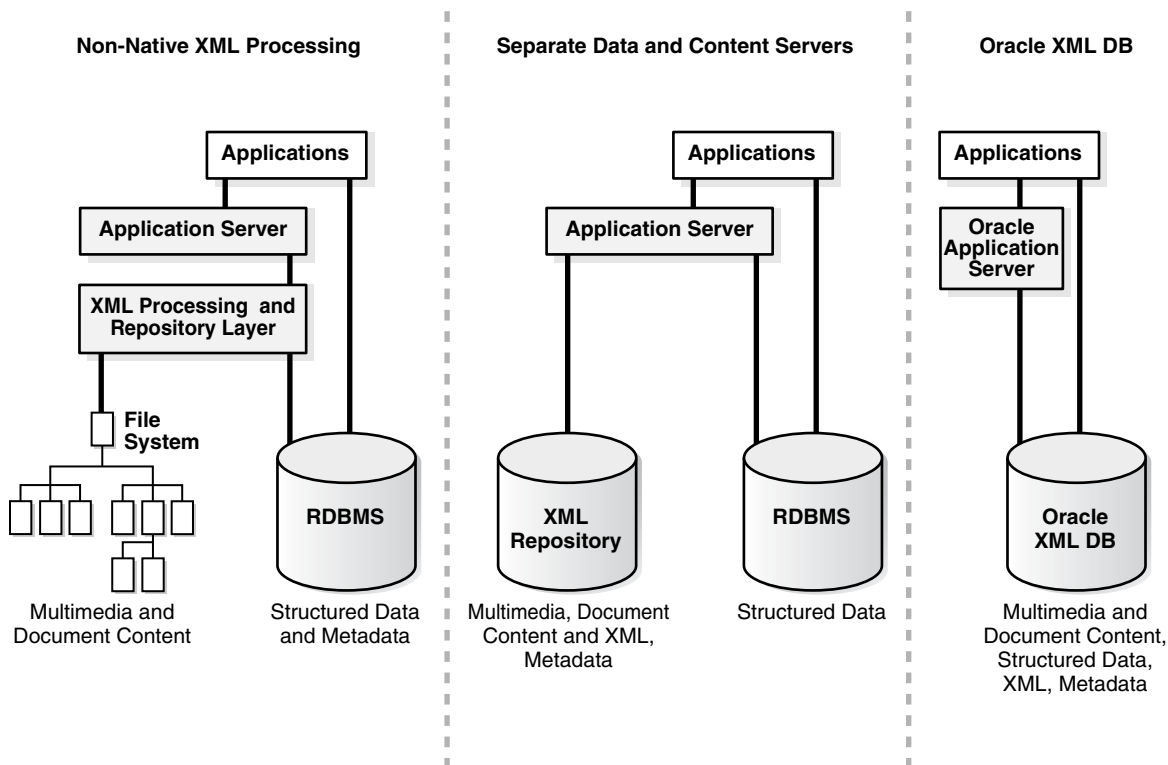 Non-Native XML Processing
Applications
Application Server
XML Processing and
Repository Layer
File
System
RDBMS
Multimedia and
Document Content
Structured Data
and Metadata
Separate Data and Content Servers
Applications
Application Server
XML
Repository
RDBMS
Multimedia, Document
Content and XML,
Metadata
Structured Data
Oracle XML DB
Applications
Oracle
Application
Server
Oracle
XML DB
Multimedia and
Document Content,
Structured Data,
XML, Metadata